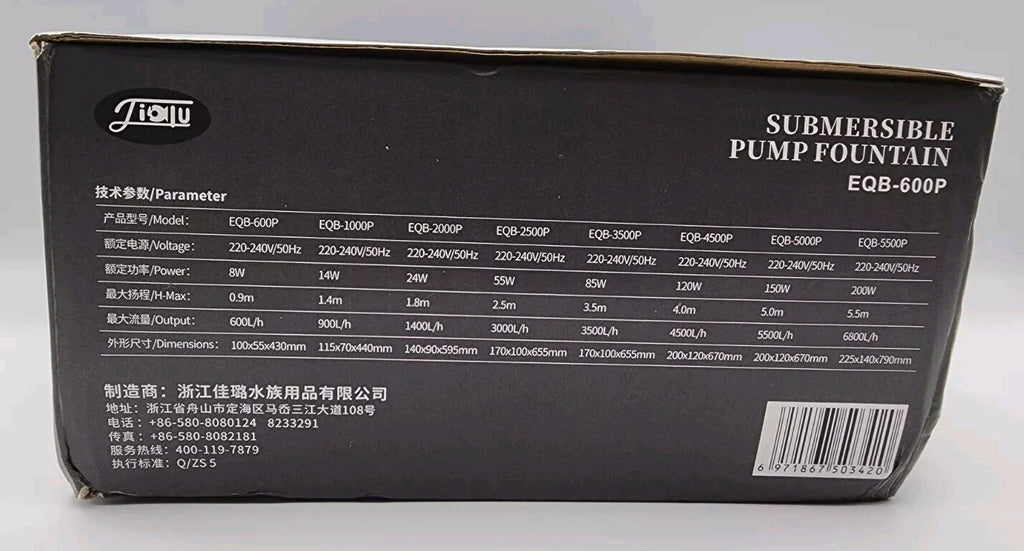 Jialu
SUBMERSIBLE
PUMP FOUNTAIN
EQB-600P
技术参数/Parameter
产品型号/Model: EQB-600P EQB-1000P EQB-2000P EQB-2500P EQB-3500P EQB-4500P EQB-5000P EQB-5500P
额定电源/Voltage: 220-240V/50Hz 220-240V/50Hz 220-240V/50Hz 220-240V/50Hz 220-240V/50Hz 220-240V/50Hz 220-240V/50Hz 220-240V/50Hz
额定功率/Power: 8W 14W 24W 55W 85W 120W 150W 200W
最大扬程/H-Max: 0.9m 1.4m 1.8m 2.5m 3.5m 4.0m 5.0m 5.5m
最大流量/Output: 600L/h 900L/h 1400L/h 3000L/h 3500L/h 4500L/h 5500L/h 6800L/h
外形尺寸/Dimensions: 100x55x430mm 115x70x440mm 140x90x595mm 170x100x655mm 170x100x655mm 200x120x670mm 200x120x670mm 225x140x790mm
制造商: 浙江佳璐水族用品有限公司
地址: 浙江省舟山市定海区马岙三江大道108号
电话: +86-580-8080124 8233291
传真: +86-580-8082181
服务热线: 400-119-7879
执行标准: Q/ZS 5
6 971867 503420